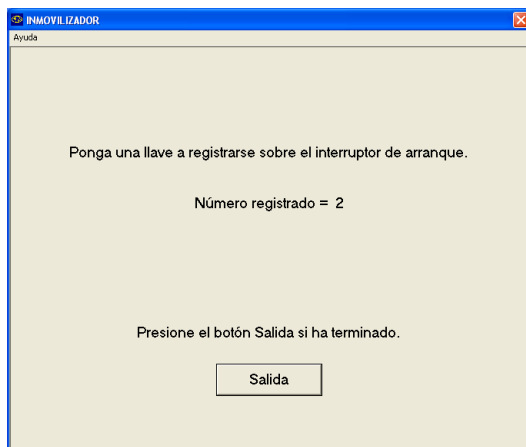 INMOVILIZADOR
Ayuda
Ponga una llave a registrarse sobre el interruptor de arranque.
Número registrado = 2
Presione el botón Salida si ha terminado.
Salida